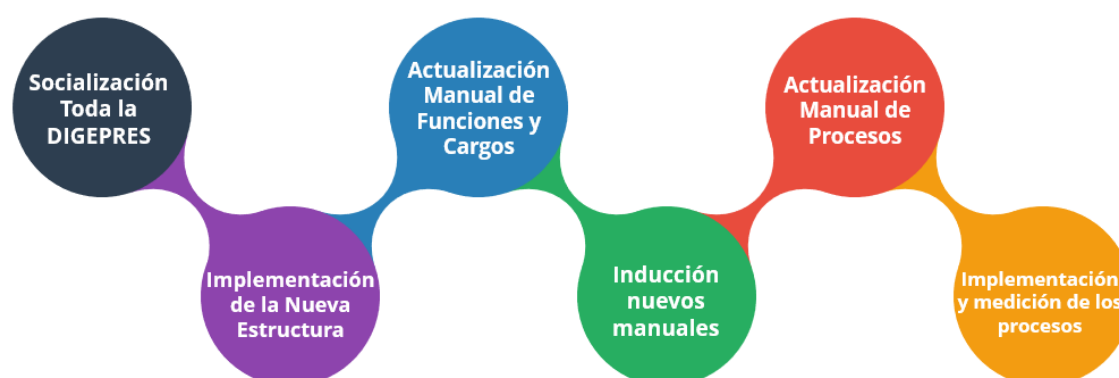 Socialización
Toda la
DIGEPRES
Implementación
de la Nueva
Estructura
Actualización
Manual de
Funciones y
Cargos
Inducción
nuevos
manuales
Actualización
Manual de
Procesos
Implementación
y medición de los
procesos